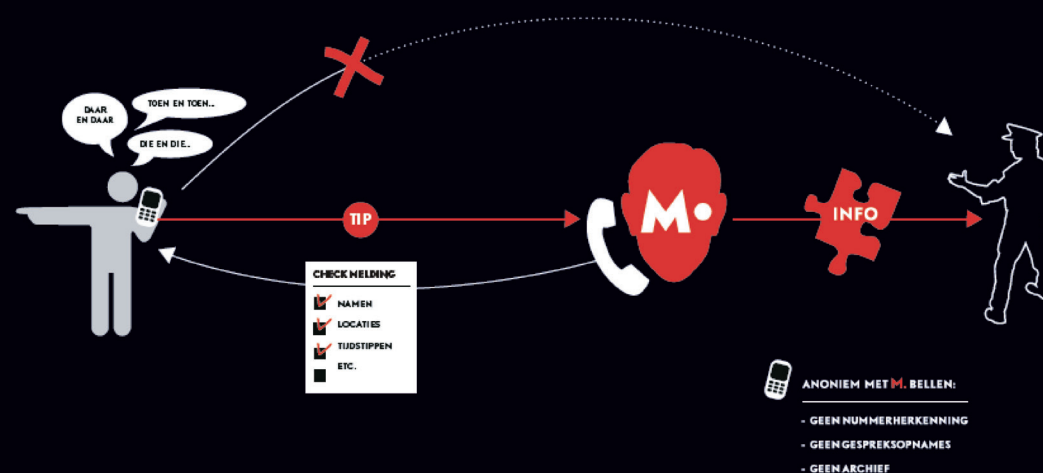 DAAR
EN DAAR
TOEN EN TOEN...
DIE EN DIE..
TIP
M.
INFO
CHECK MELDING
NAMEN
LOCATIES
TIJDSTIPPEN
ETC.
ANONIEM MET M. BELLEN:
- GEEN NUMMERHERKENNING
- GEEN GESPREKSOPNAMES
- GEEN ARCHIEF